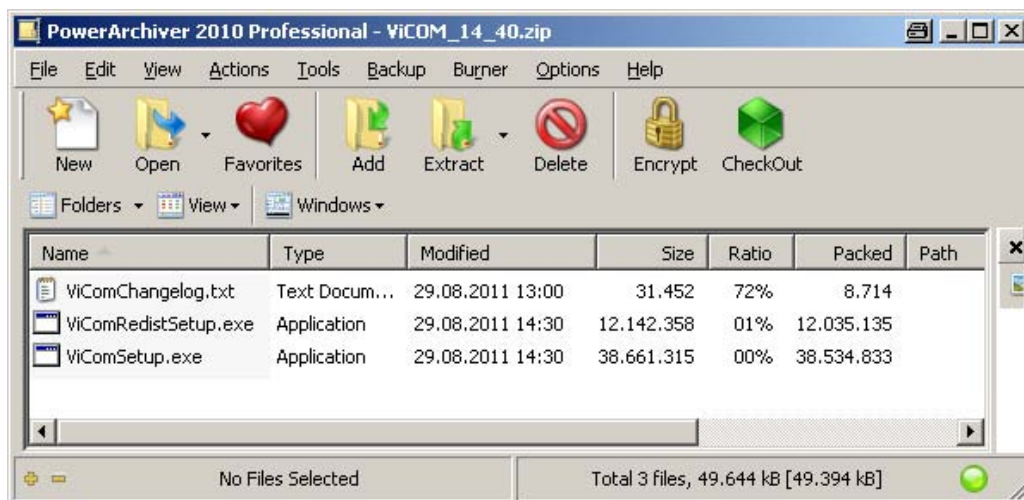 PowerArchiver 2010 Professional - ViCOM_14_40.zip
File Edit View Actions Tools Backup Burner Options Help
New Open Favorites Add Extract Delete Encrypt CheckOut
Folders View Windows
Name Type Modified Size Ratio Packed Path
ViComChangelog.txt Text Docum... 29.08.2011 13:00 31.452 72% 8.714
ViComRedistSetup.exe Application 29.08.2011 14:30 12.142.358 01% 12.035.135
ViComSetup.exe Application 29.08.2011 14:30 38.661.315 00% 38.534.833
No Files Selected Total 3 files, 49.644 kB [49.394 kB]